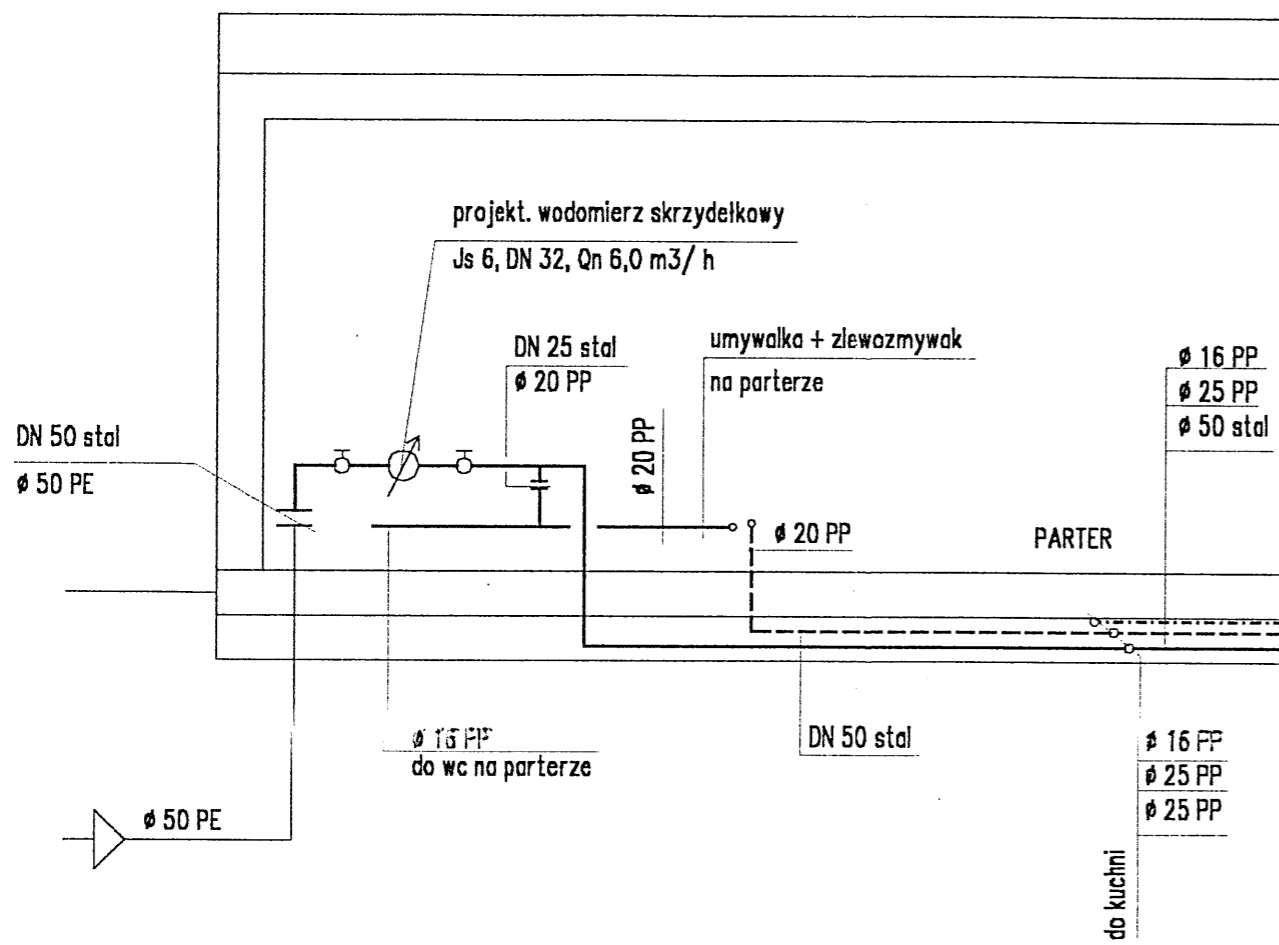 projekt. wodomierz skrzydełkowy
Js 6, DN 32, Qn 6,0 m3/ h
DN 25 stal
ø 20 PP
umywalka + zlewozmywak
na parterze
ø 16 PP
ø 25 PP
ø 50 stal
DN 50 stal
ø 50 PE
ø 20 PP
ø 20 PP
PARTER
ø 16 PP
do wc na parterze
DN 50 stal
ø 16 PP
ø 25 PP
ø 25 PP
ø 50 PE
do kuchni